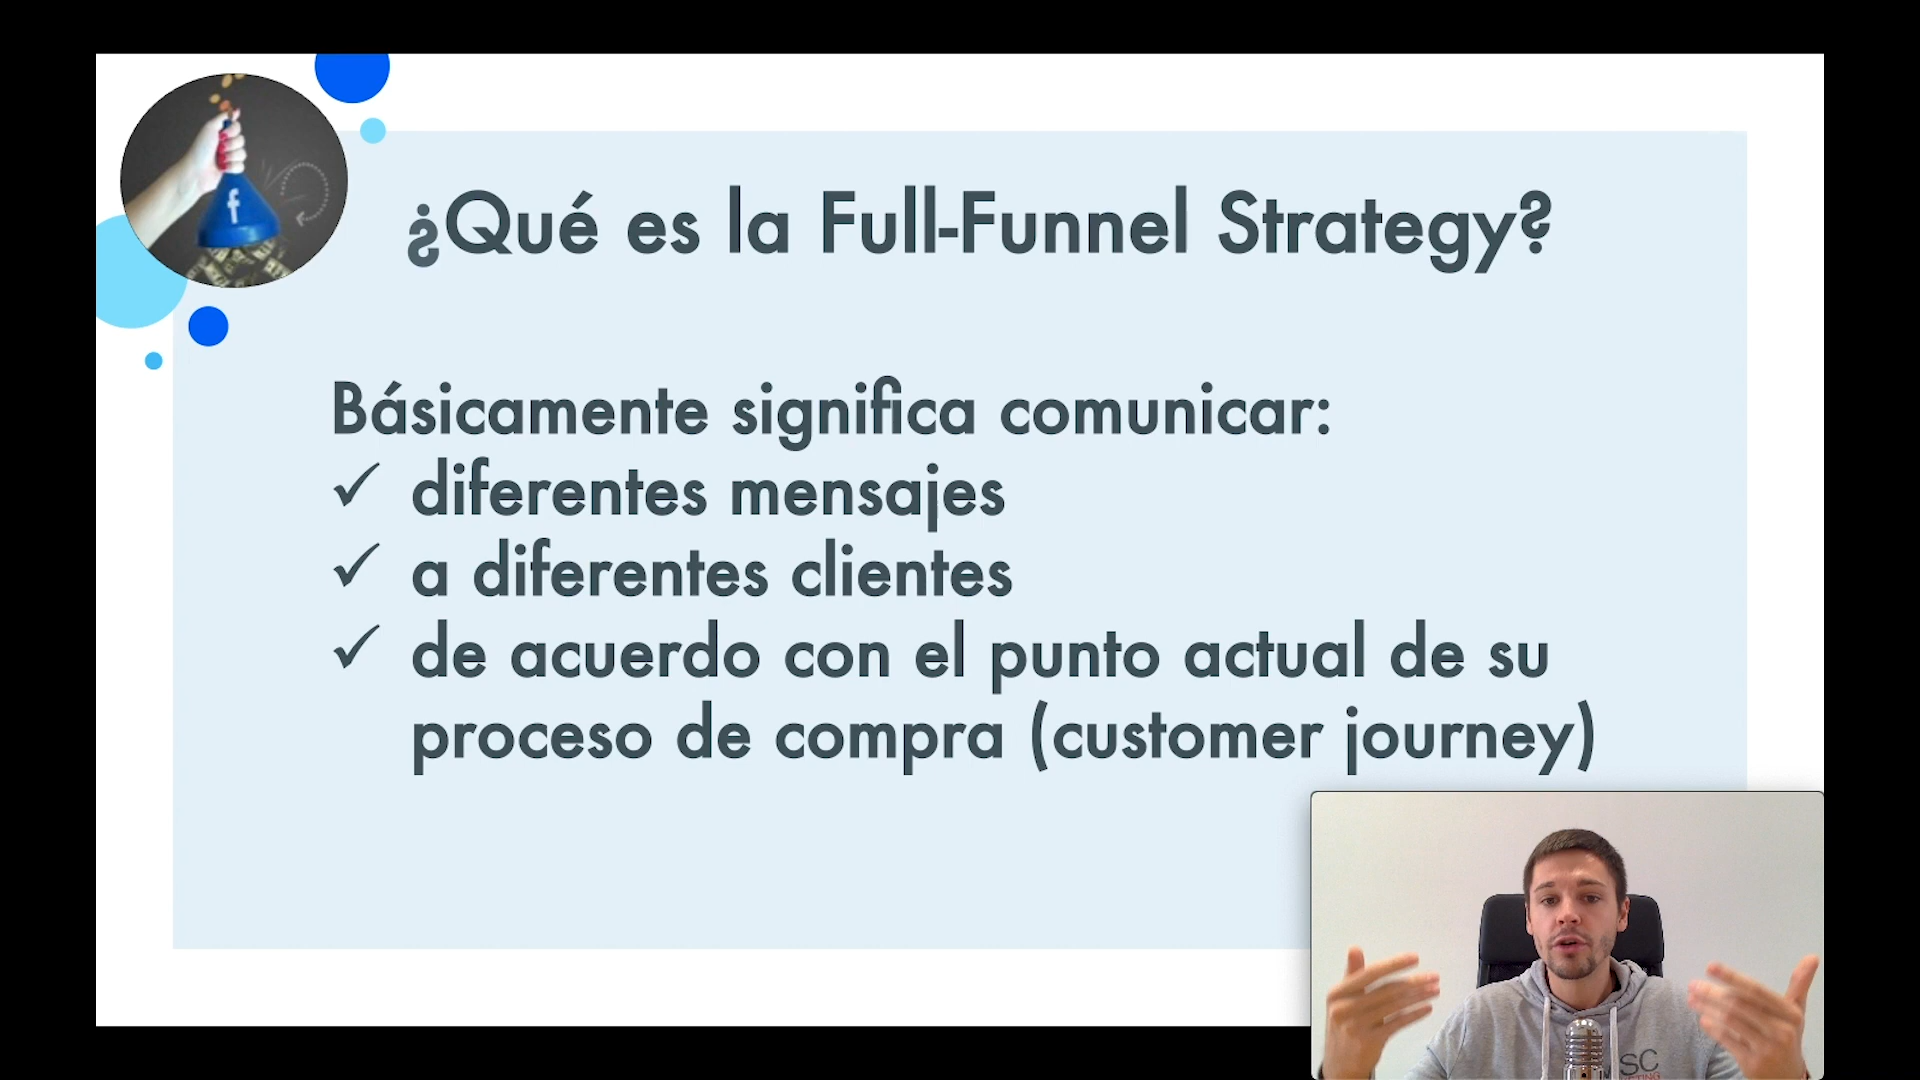 f
¿Qué es la Full-Funnel Strategy?
Básicamente significa comunicar:
✓ diferentes mensajes
✓ a diferentes clientes
✓ de acuerdo con el punto actual de su
proceso de compra (customer journey)
SC